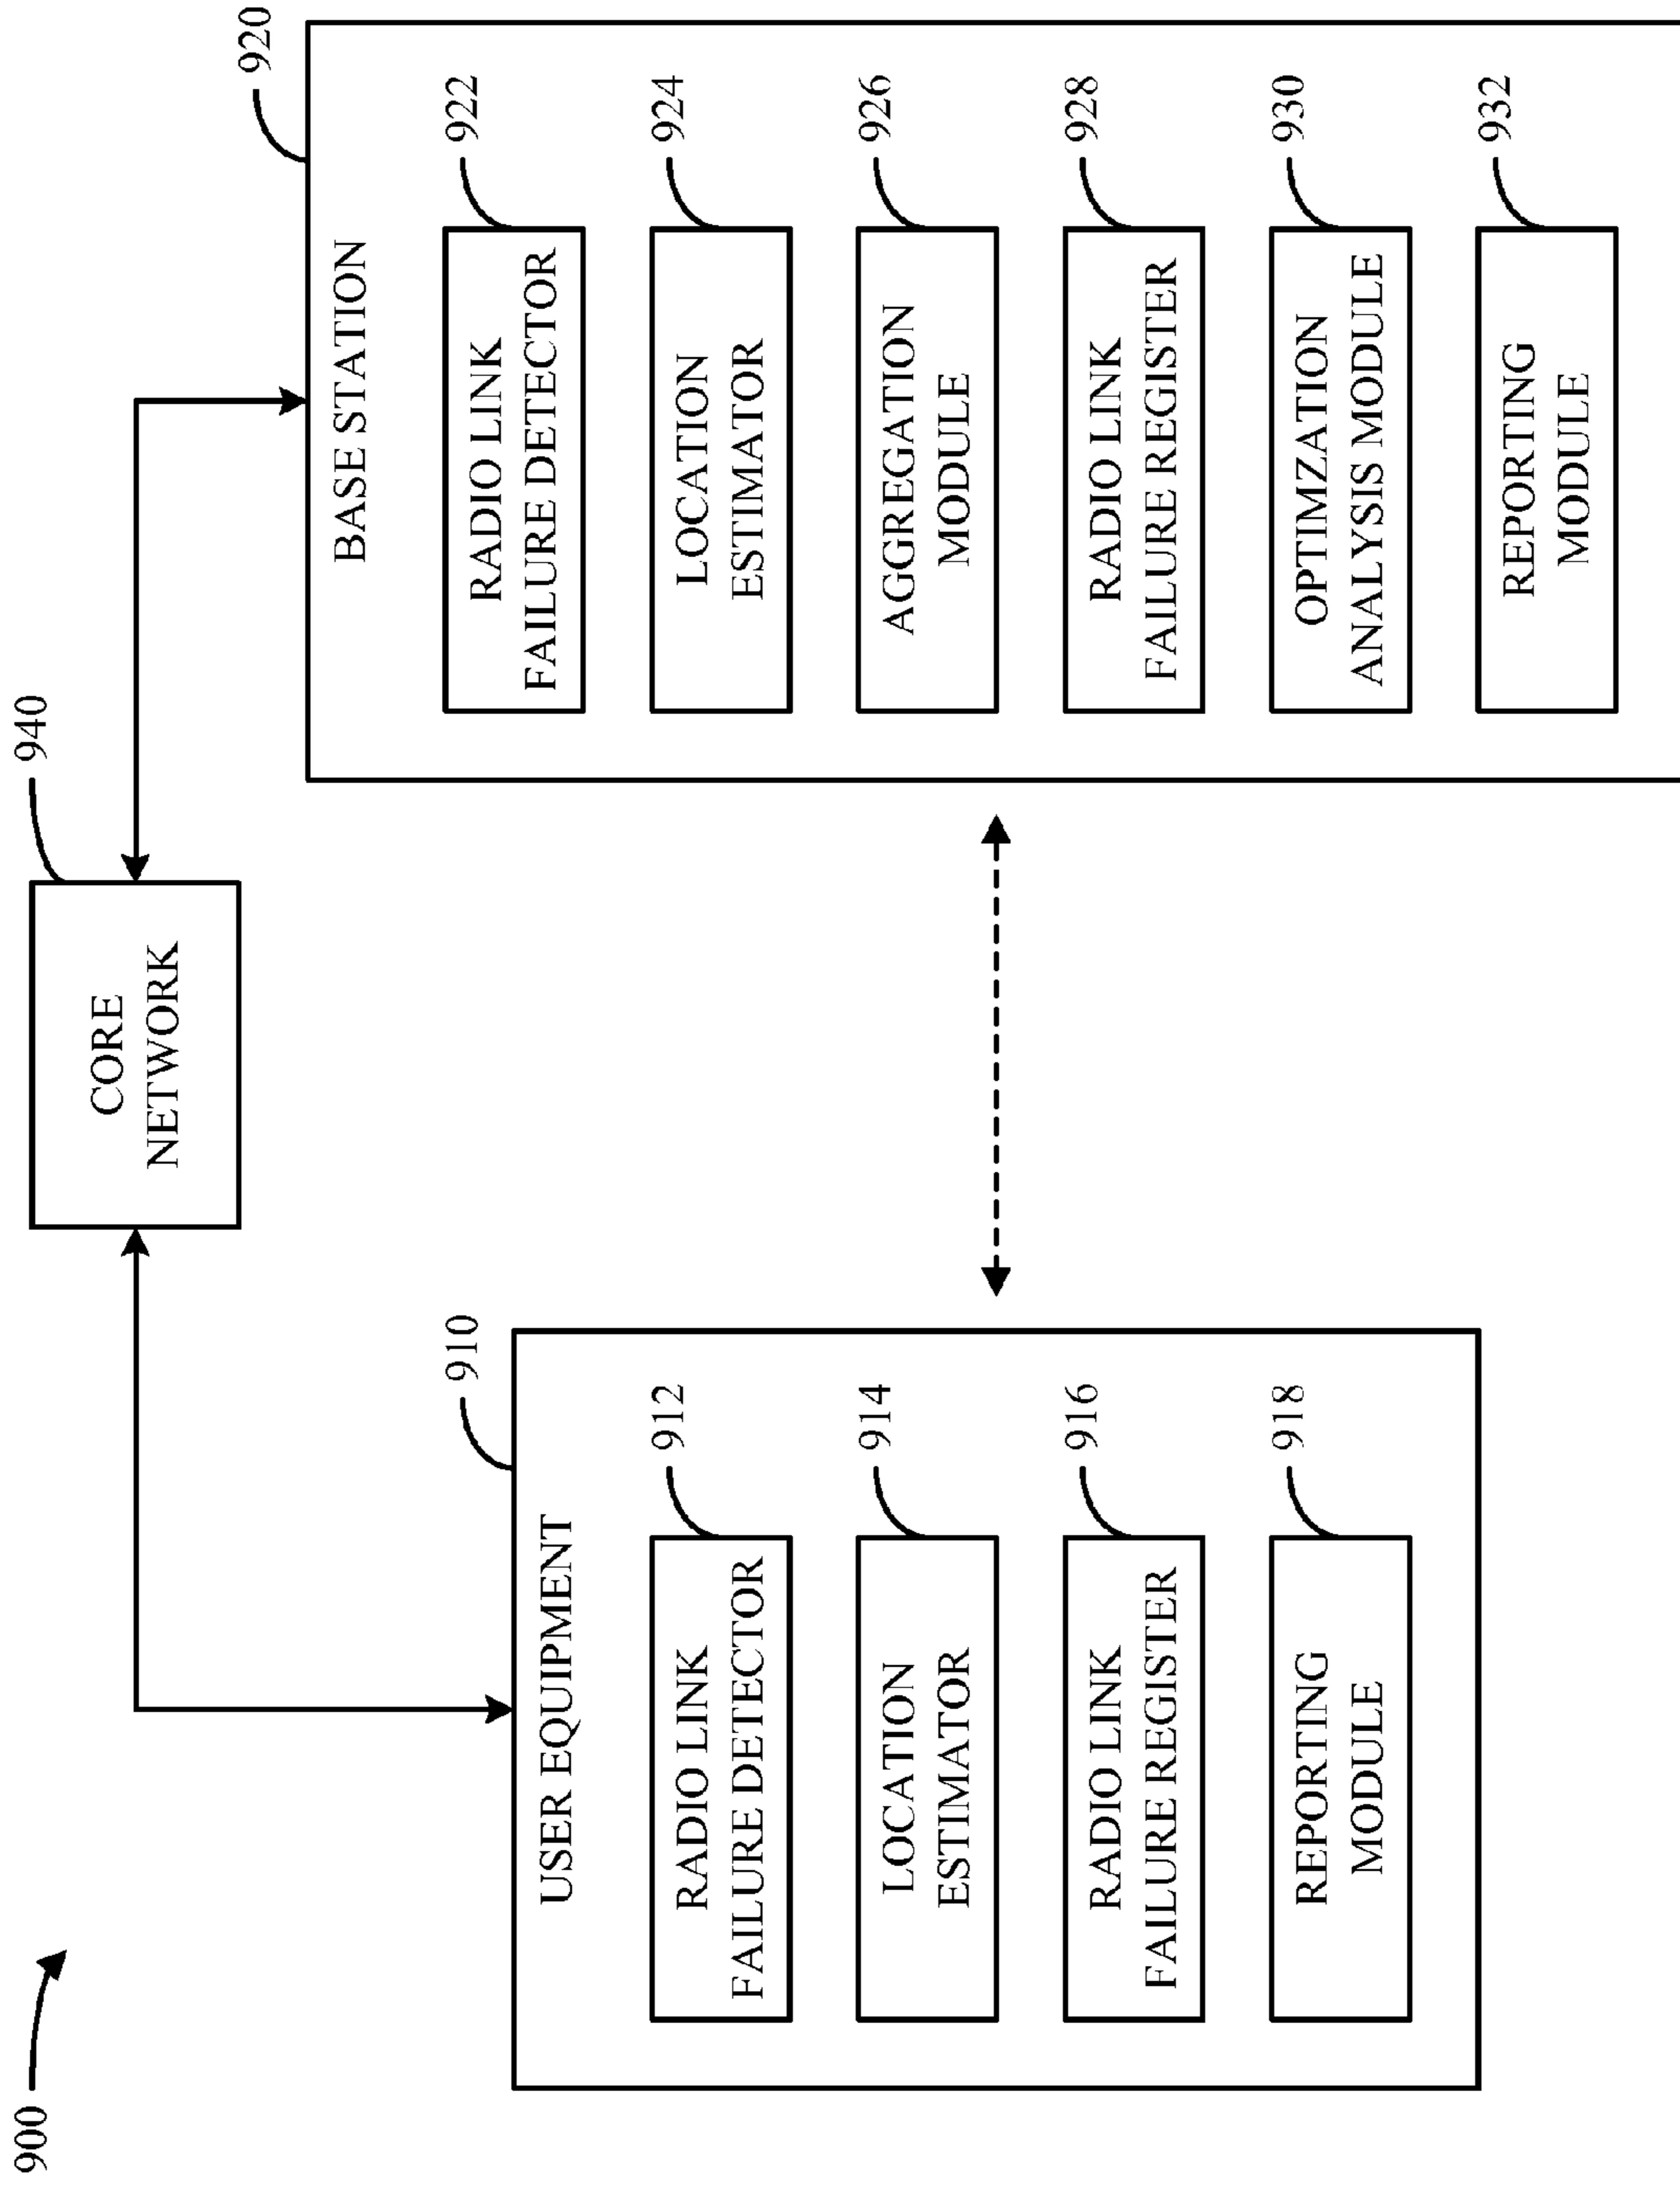 900
940
CORE
NETWORK
910
USER EQUIPMENT
RADIO LINK
FAILURE DETECTOR
912
LOCATION
ESTIMATOR
914
RADIO LINK
FAILURE REGISTER
916
REPORTING
MODULE
918
920
BASE STATION
RADIO LINK
FAILURE DETECTOR
922
LOCATION
ESTIMATOR
924
AGGREGATION
MODULE
926
RADIO LINK
FAILURE REGISTER
928
OPTIMZATION
ANALYSIS MODULE
930
REPORTING
MODULE
932